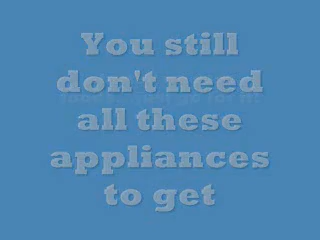 You still
don't need
all these
appliances
to get